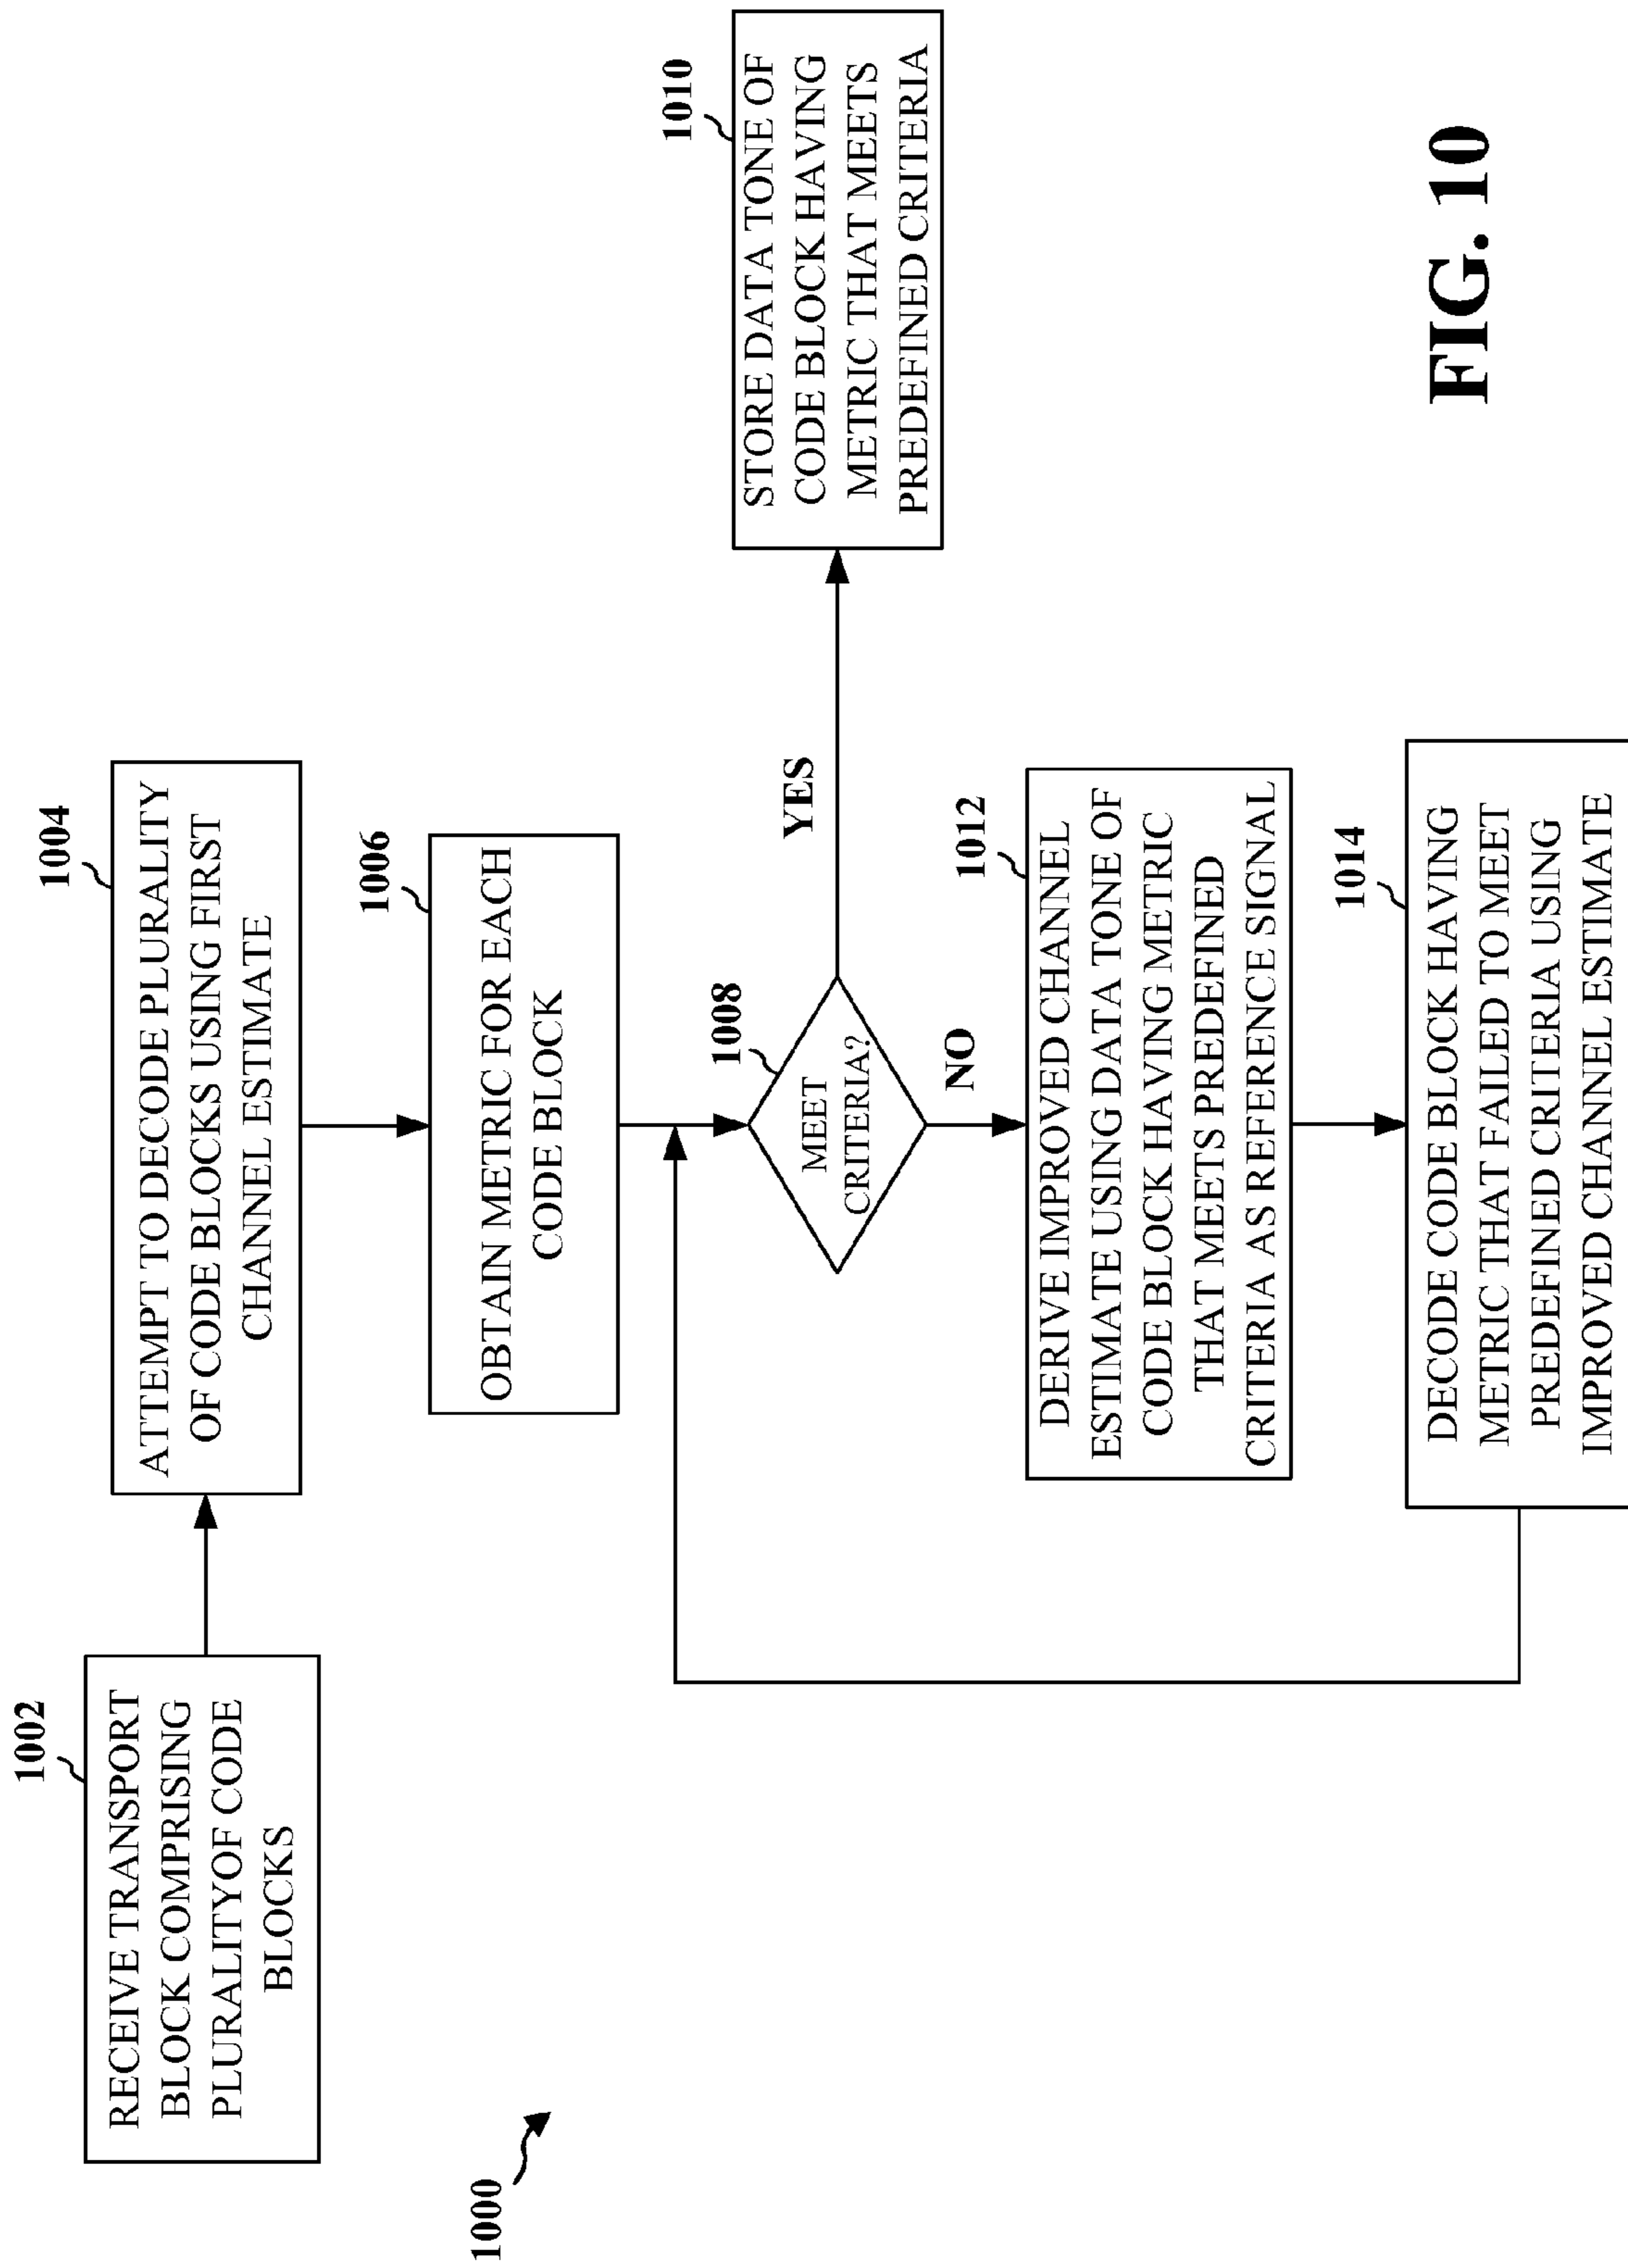 1000
1002
RECEIVE TRANSPORT
BLOCK COMPRISING
PLURALITYOF CODE
BLOCKS
1004
ATTEMPT TO DECODE PLURALITY
OF CODE BLOCKS USING FIRST
CHANNEL ESTIMATE
1006
OBTAIN METRIC FOR EACH
CODE BLOCK
1008
MEET
CRITERIA?
YES
1010
STORE DATA TONE OF
CODE BLOCK HAVING
METRIC THAT MEETS
PREDEFINED CRITERIA
NO
1012
DERIVE IMPROVED CHANNEL
ESTIMATE USING DATA TONE OF
CODE BLOCK HAVING METRIC
THAT MEETS PREDEFINED
CRITERIA AS REFERENCE SIGNAL
1014
DECODE CODE BLOCK HAVING
METRIC THAT FAILED TO MEET
PREDEFINED CRITERIA USING
IMPROVED CHANNEL ESTIMATE
FIG. 10